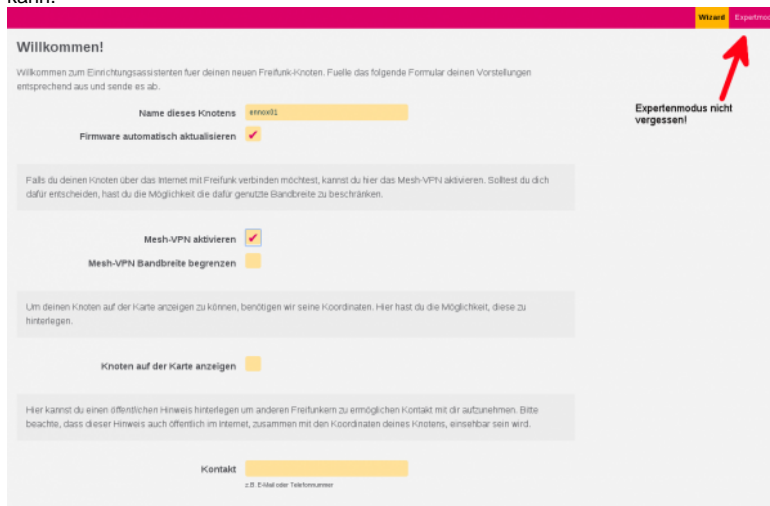 kann.
Wizard Expertmod
Willkommen!
Willkommen zum Einrichtungsassistenten fuer deinen neuen Freifunk-Knoten. Fuelle das folgende Formular deinen Vorstellungen
entsprechend aus und sende es ab.
Name dieses Knotens
Expertenmodus nicht
vergessen!
Firmware automatisch aktualisieren
Falls du deinen Knoten über das Internet mit Freifunk verbinden möchtest, kannst du hier das Mesh-VPN aktivieren. Solltest du dich
dafür entscheiden, hast du die Möglichkeit die dafür genutzte Bandbreite zu beschränken.
Mesh-VPN aktivieren
Mesh-VPN Bandbreite begrenzen
Um deinen Knoten auf der Karte anzeigen zu können, benötigen wir seine Koordinaten. Hier hast du die Möglichkeit, diese zu
hinterlegen.
Knoten auf der Karte anzeigen
Hier kannst du einen öffentlichen Hinweis hinterlegen um anderen Freifunkern zu ermöglichen Kontakt mit dir aufzunehmen. Bitte
beachte, dass dieser Hinweis auch öffentlich im Internet, zusammen mit den Koordinaten deines Knotens, einsehbar sein wird.
Kontakt
z.B. E-Mail oder Telefonnummer